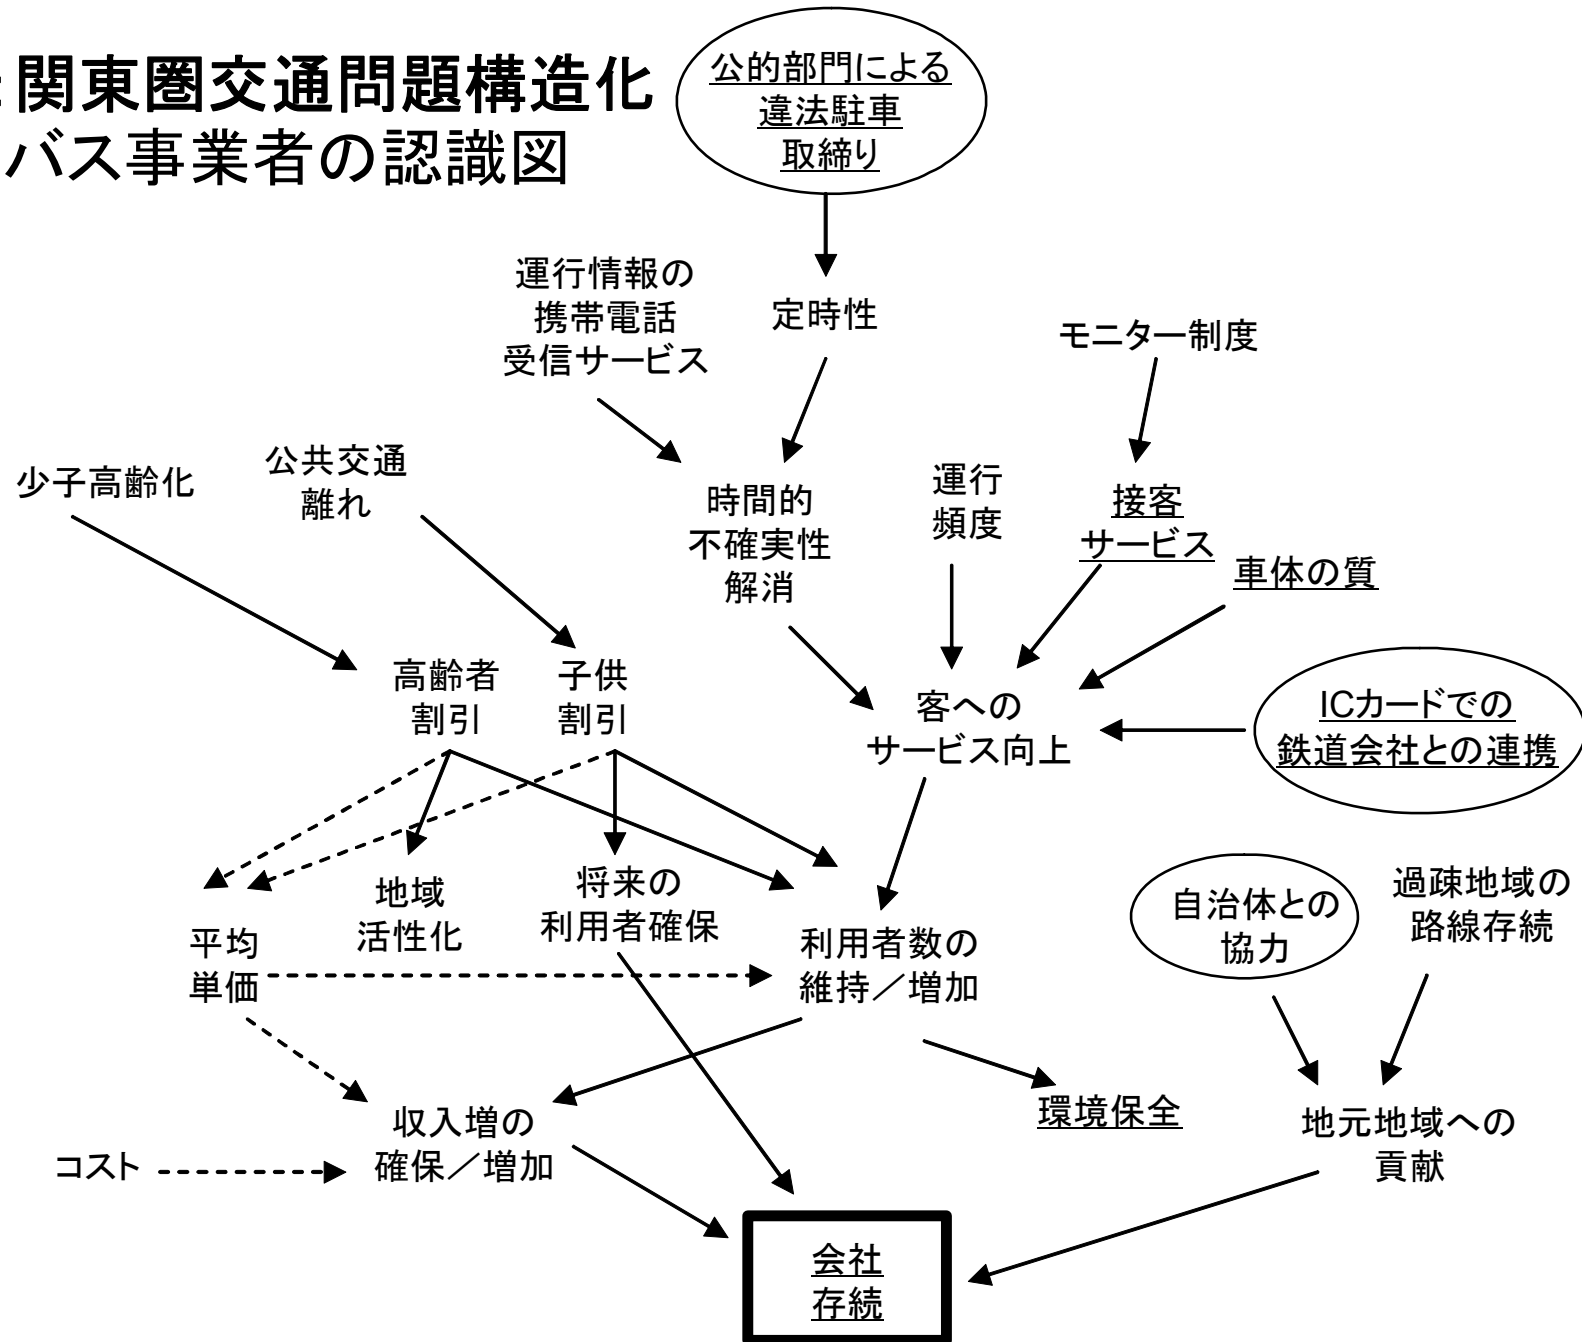 関東圏交通問題構造化
バス事業者の認識図
公的部門による
違法駐車
取締り
運行情報の
携帯電話
受信サービス
定時性
モニター制度
少子高齢化
公共交通
離れ
時間的
不確実性
解消
運行
頻度
接客
サービス
車体の質
高齢者
割引
子供
割引
客への
サービス向上
ICカードでの
鉄道会社との連携
平均
単価
地域
活性化
将来の
利用者確保
利用者数の
維持／増加
自治体との
協力
過疎地域の
路線存続
コスト
収入増の
確保／増加
環境保全
地元地域への
貢献
会社
存続